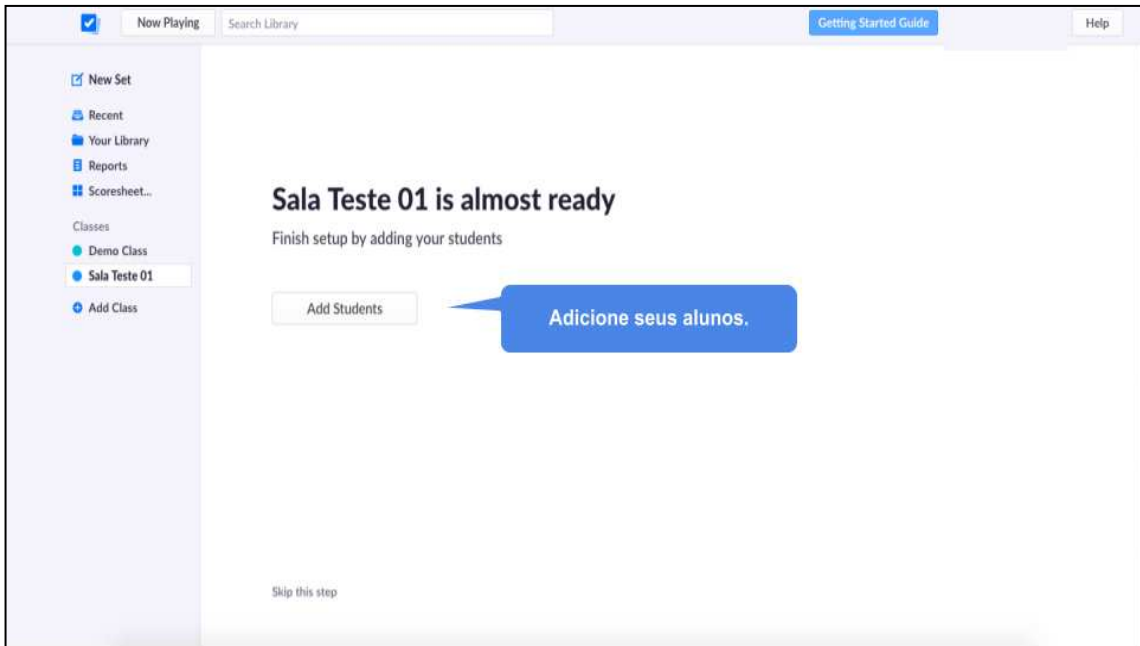 Now Playing
Search Library
Getting Started Guide
Help
New Set
Recent
Your Library
Reports
Scoresheet...
Classes
Demo Class
Sala Teste 01
Add Class
Sala Teste 01 is almost ready
Finish setup by adding your students
Add Students
Adicione seus alunos.
Skip this step